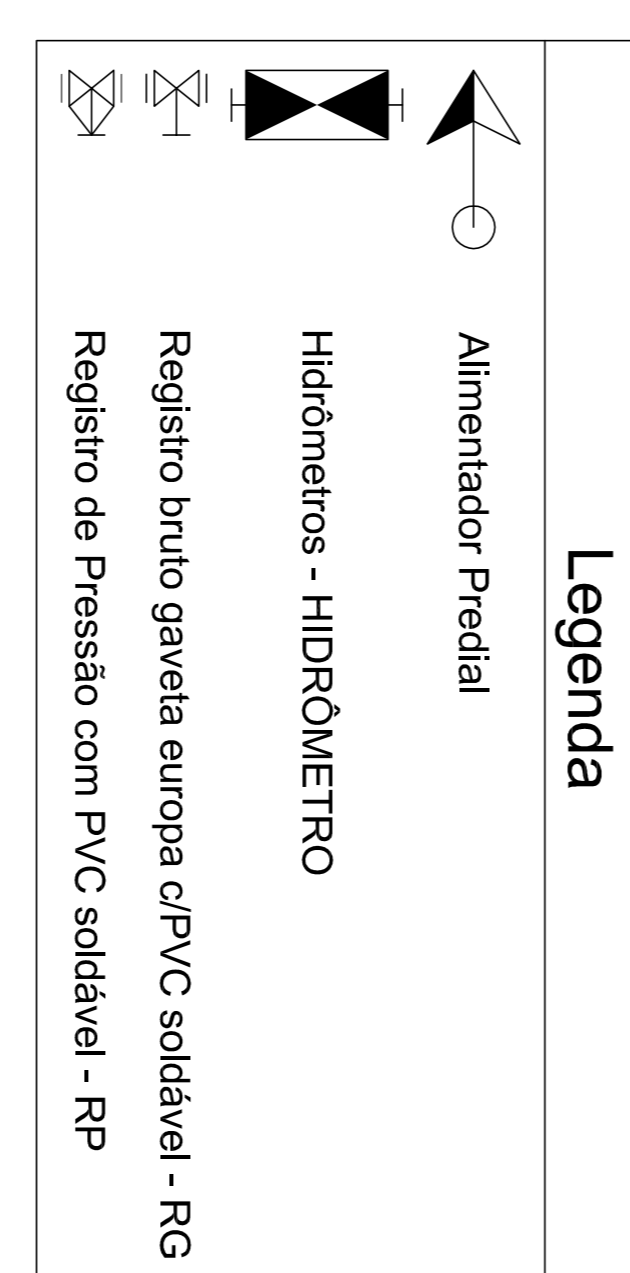 Legenda
Alimentador Predial
Hidrômetros - HIDRÔMETRO
Registro bruto gaveta europa c/PVC soldável - RG
Registro de Pressão com PVC soldável - RP